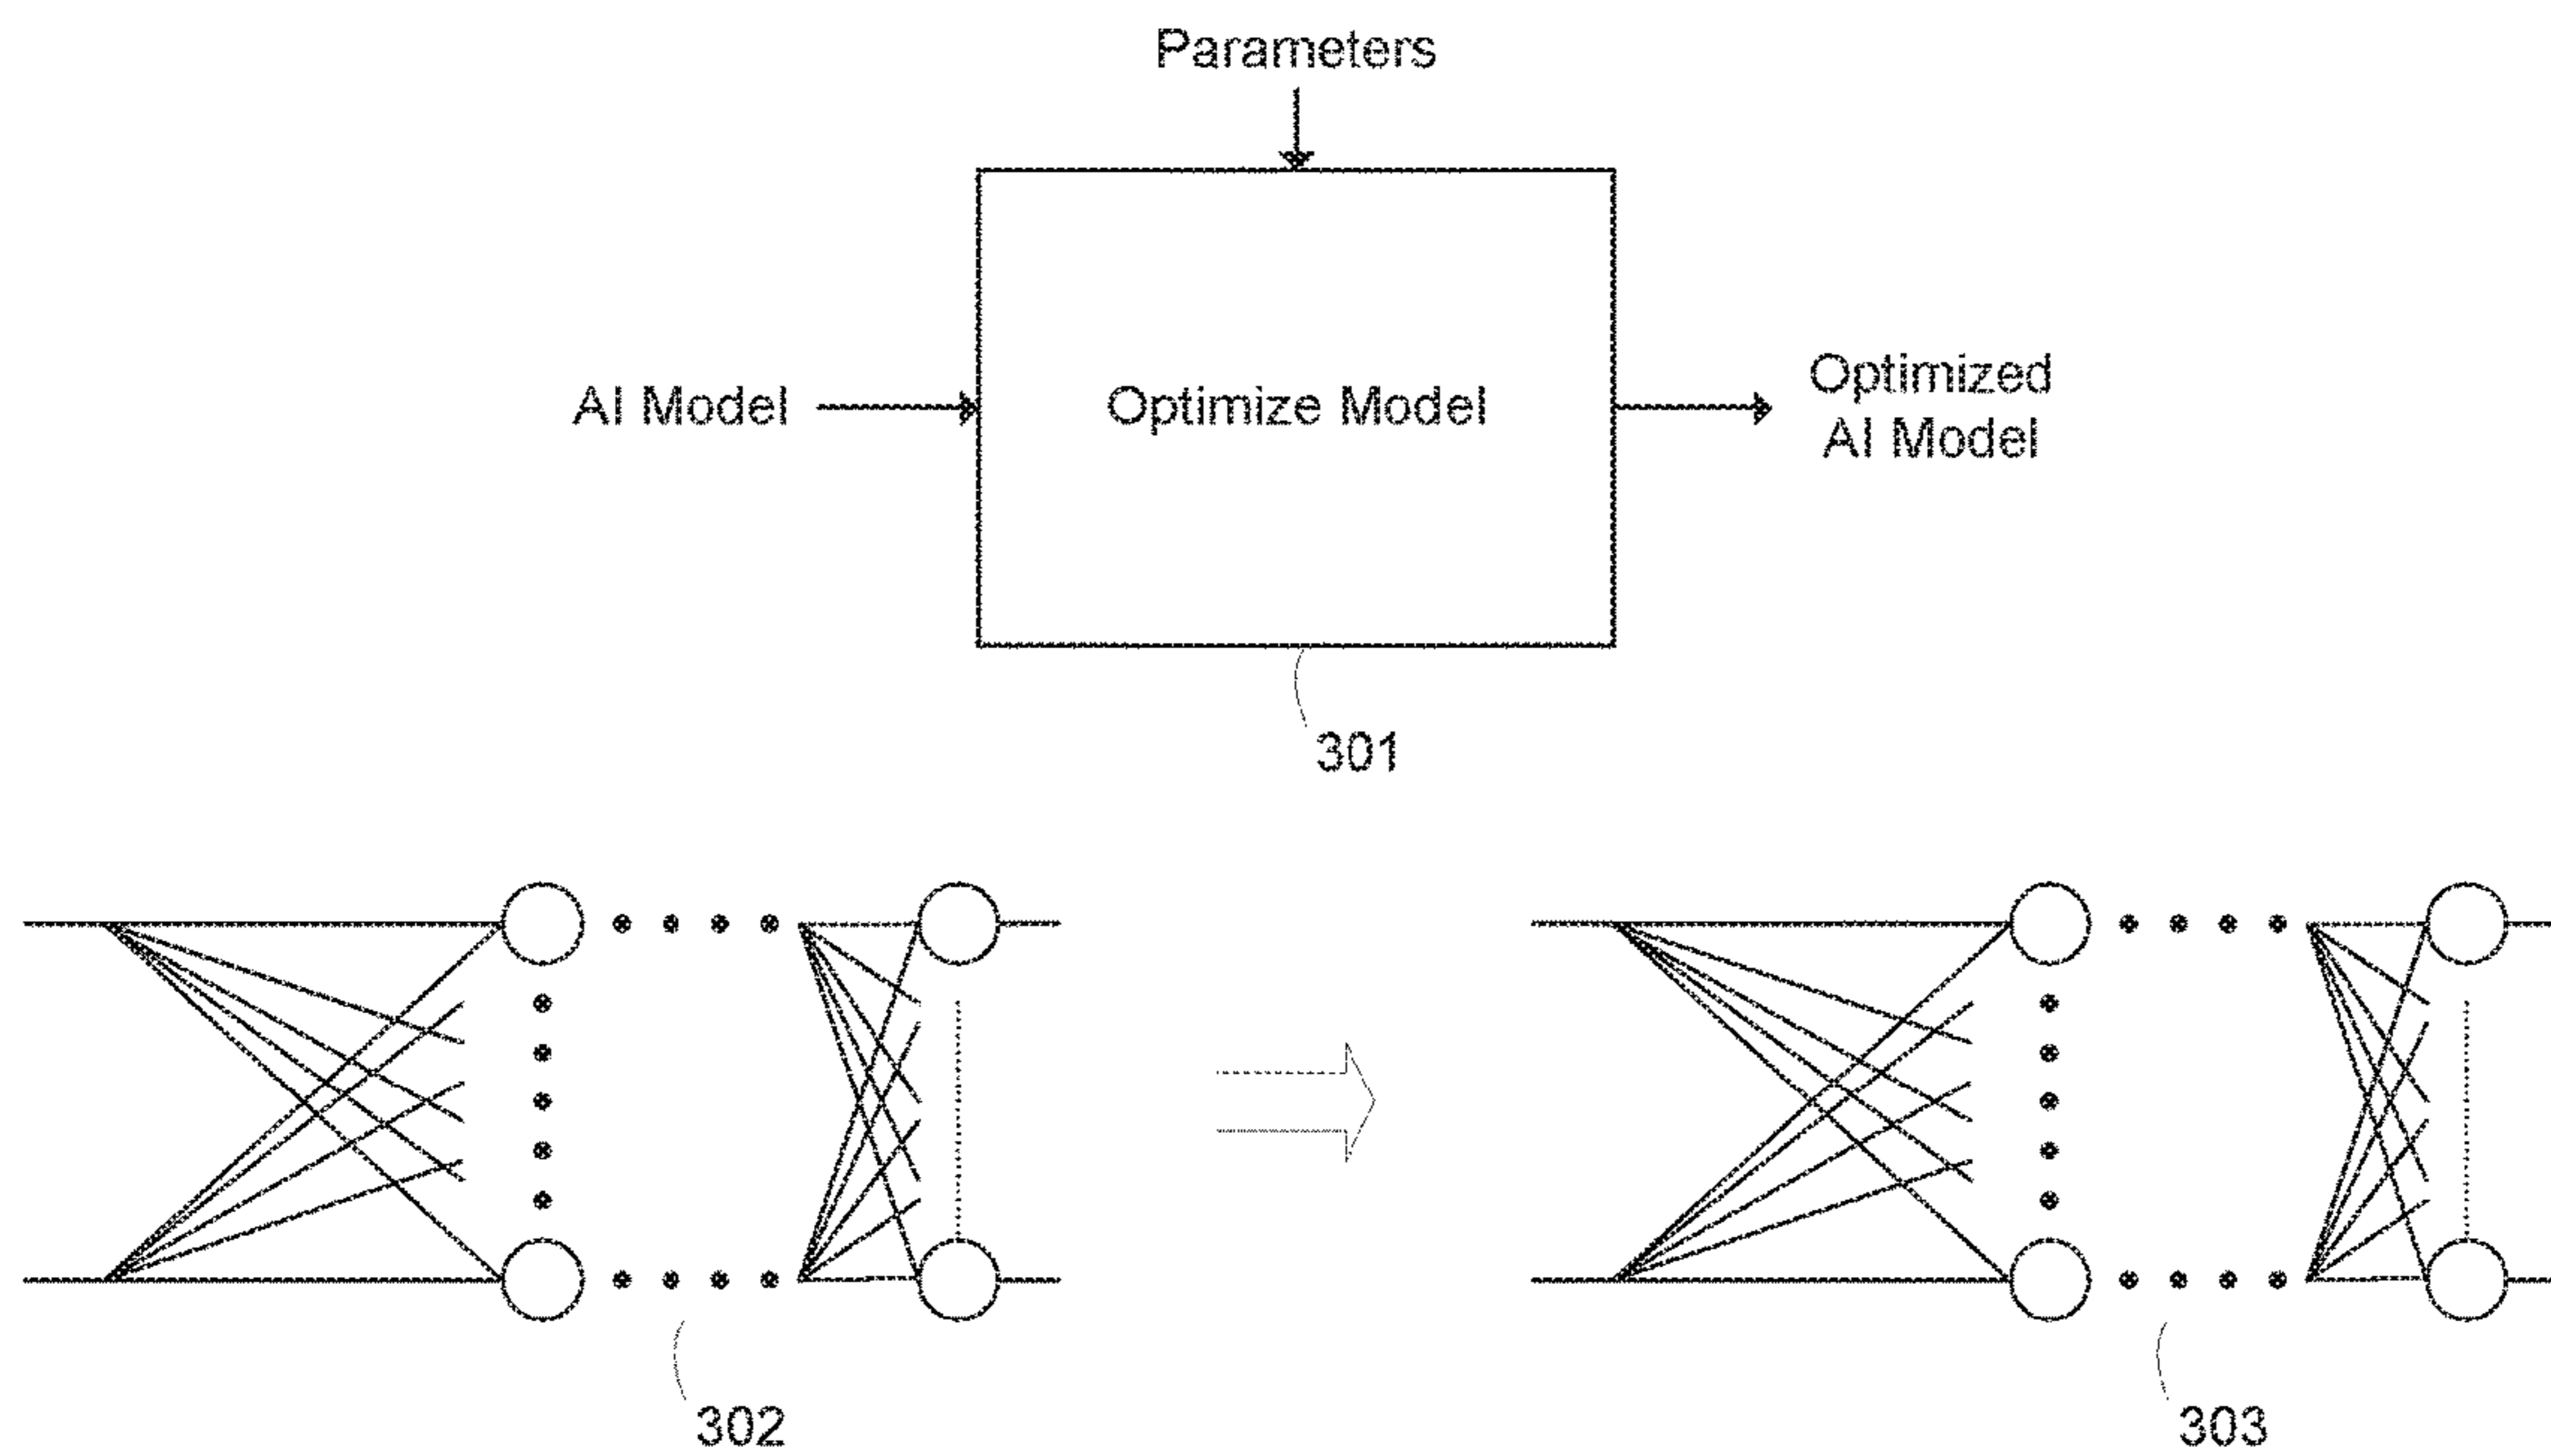 Parameters
AI Model
Optimize Model
Optimized
AI Model
301
302
303